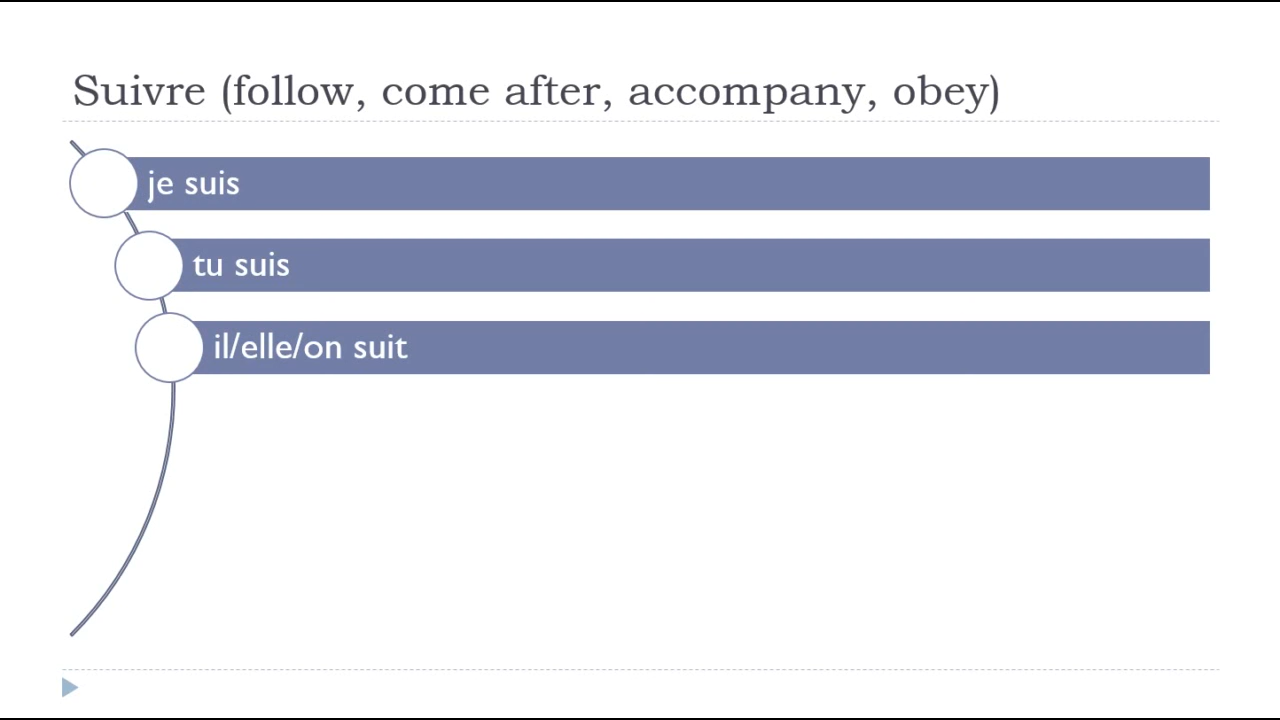 Suivre (follow, come after, accompany, obey)
je suis
tu suis
il/elle/on suit